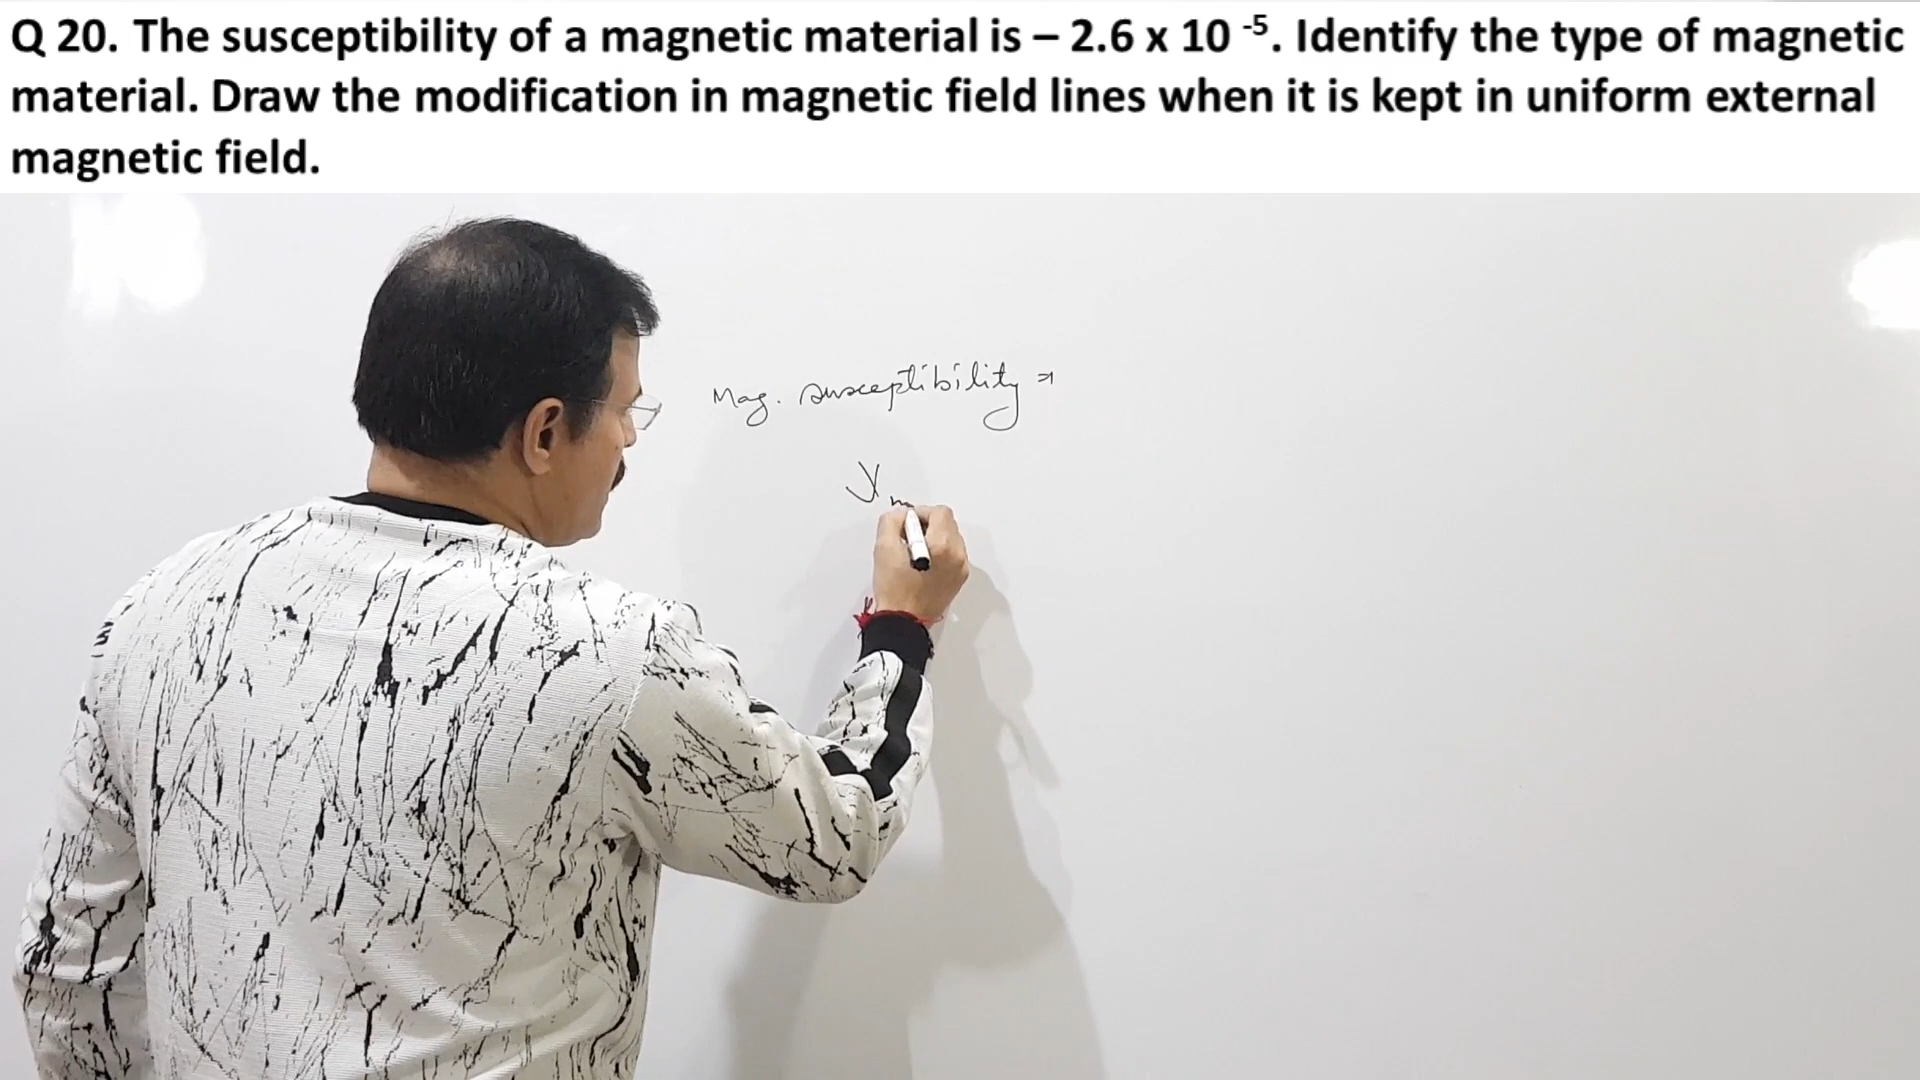 Q 20. The susceptibility of a magnetic material is – 2.6 x 10 -5. Identify the type of magnetic
material. Draw the modification in magnetic field lines when it is kept in uniform external
magnetic field.
Mag. susceptibility =
χm